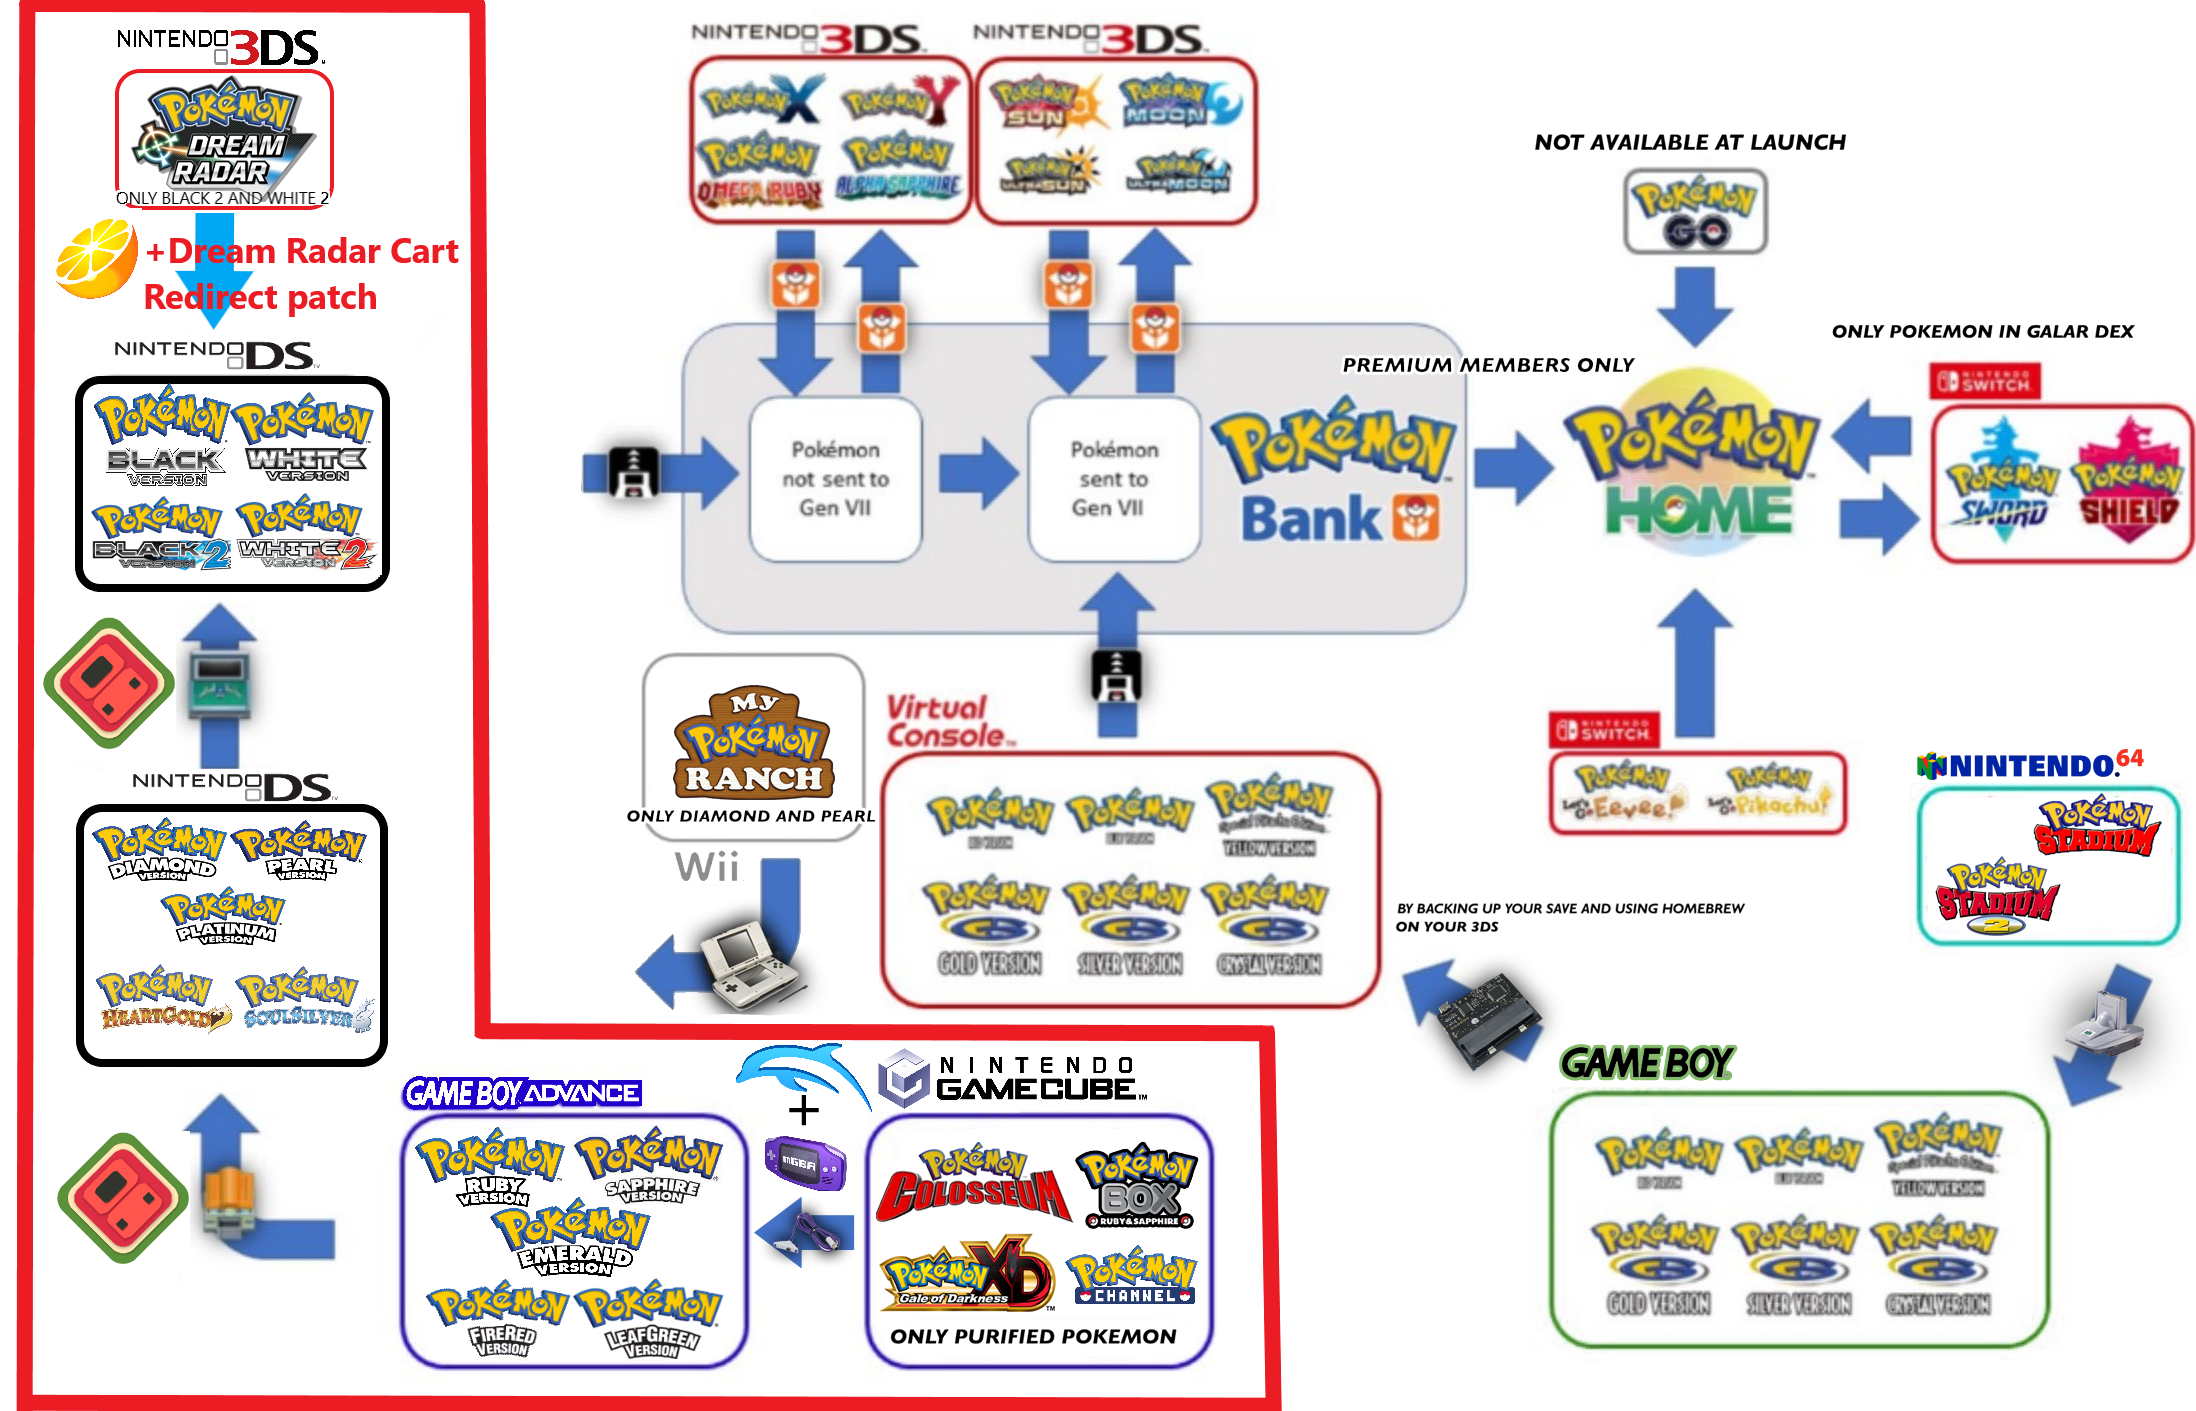 NINTENDO 3DS
POKéMON
DREAM
RADAR
ONLY BLACK 2 AND WHITE 2
+Dream Radar Cart
Redirect patch
NINTENDO DS
POKéMON
BLACK
VERSION
POKéMON
WHITE
VERSION
POKéMON
BLACK 2
VERSION
POKéMON
WHITE 2
VERSION
NINTENDO DS
POKéMON
DIAMOND
VERSION
POKéMON
PEARL
VERSION
POKéMON
PLATINUM
VERSION
POKéMON
HEARTGOLD
POKéMON
SOULSILVER
GAME BOY ADVANCE
POKéMON
RUBY
VERSION
POKéMON
SAPPHIRE
VERSION
POKéMON
EMERALD
VERSION
POKéMON
FIRERED
VERSION
POKéMON
LEAFGREEN
VERSION
+
mGBA
NINTENDO
GAMECUBE™
POKéMON
COLOSSEUM
POKéMON
BOX
RUBY & SAPPHIRE
POKéMON XD
Gale of Darkness
POKéMON
CHANNEL
ONLY PURIFIED POKEMON
NINTENDO 3DS
POKéMON X
POKéMON Y
POKéMON
OMEGA RUBY
POKéMON
ALPHA SAPPHIRE
NINTENDO 3DS
POKéMON
SUN
POKéMON
MOON
POKéMON
ULTRA SUN
POKéMON
ULTRA MOON
Pokémon
not sent to
Gen VII
Pokémon
sent to
Gen VII
POKéMON
Bank
PREMIUM MEMBERS ONLY
NOT AVAILABLE AT LAUNCH
POKéMON
GO
POKéMON
HOME
ONLY POKEMON IN GALAR DEX
NINTENDO
SWITCH
POKéMON
SWORD
POKéMON
SHIELD
MY
POKéMON
RANCH
ONLY DIAMOND AND PEARL
Wii
Virtual
Console™
POKéMON
RED VERSION
POKéMON
BLUE VERSION
POKéMON
Special Pikachu Edition
YELLOW VERSION
POKéMON
GOLD VERSION
POKéMON
SILVER VERSION
POKéMON
CRYSTAL VERSION
NINTENDO
SWITCH
POKéMON
Let's Go Eevee!
POKéMON
Let's Go Pikachu!
BY BACKING UP YOUR SAVE AND USING HOMEBREW
ON YOUR 3DS
NINTENDO 64
POKéMON
STADIUM
POKéMON
STADIUM
2
GAME BOY
POKéMON
RED VERSION
POKéMON
BLUE VERSION
POKéMON
Special Pikachu Edition
YELLOW VERSION
POKéMON
GOLD VERSION
POKéMON
SILVER VERSION
POKéMON
CRYSTAL VERSION